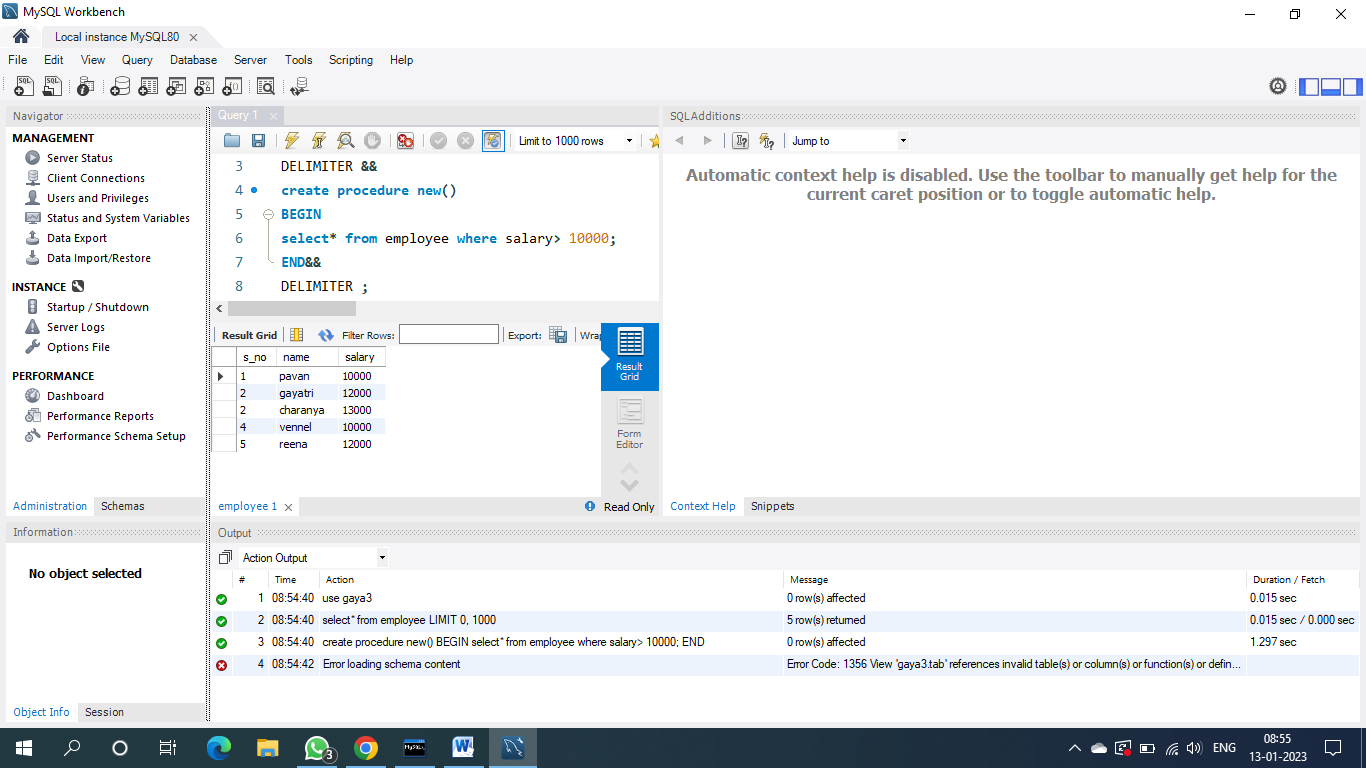 MySQL Workbench
Local instance MySQL80
File Edit View Query Database Server Tools Scripting Help
Navigator
MANAGEMENT
Server Status
Client Connections
Users and Privileges
Status and System Variables
Data Export
Data Import/Restore
INSTANCE
Startup / Shutdown
Server Logs
Options File
PERFORMANCE
Dashboard
Performance Reports
Performance Schema Setup
Administration Schemas
Information
No object selected
Object Info Session
Query 1
Limit to 1000 rows
3 DELIMITER &&
4 create procedure new()
5 BEGIN
6 select* from employee where salary> 10000;
7 END&&
8 DELIMITER ;
Result Grid Filter Rows: Export: Wrap
s_no name salary
1 pavan 10000
2 gayatri 12000
2 charanya 13000
4 vennel 10000
5 reena 12000
Result
Grid
Form
Editor
employee 1 Read Only
SQLAdditions
Jump to
Automatic context help is disabled. Use the toolbar to manually get help for the
current caret position or to toggle automatic help.
Context Help Snippets
Output
Action Output
# Time Action Message Duration / Fetch
1 08:54:40 use gaya3 0 row(s) affected 0.015 sec
2 08:54:40 select* from employee LIMIT 0, 1000 5 row(s) returned 0.015 sec / 0.000 sec
3 08:54:40 create procedure new() BEGIN select* from employee where salary> 10000; END 0 row(s) affected 1.297 sec
4 08:54:42 Error loading schema content Error Code: 1356 View 'gaya3.tab' references invalid table(s) or column(s) or function(s) or defin...
3
MySQL
ENG
08:55
13-01-2023